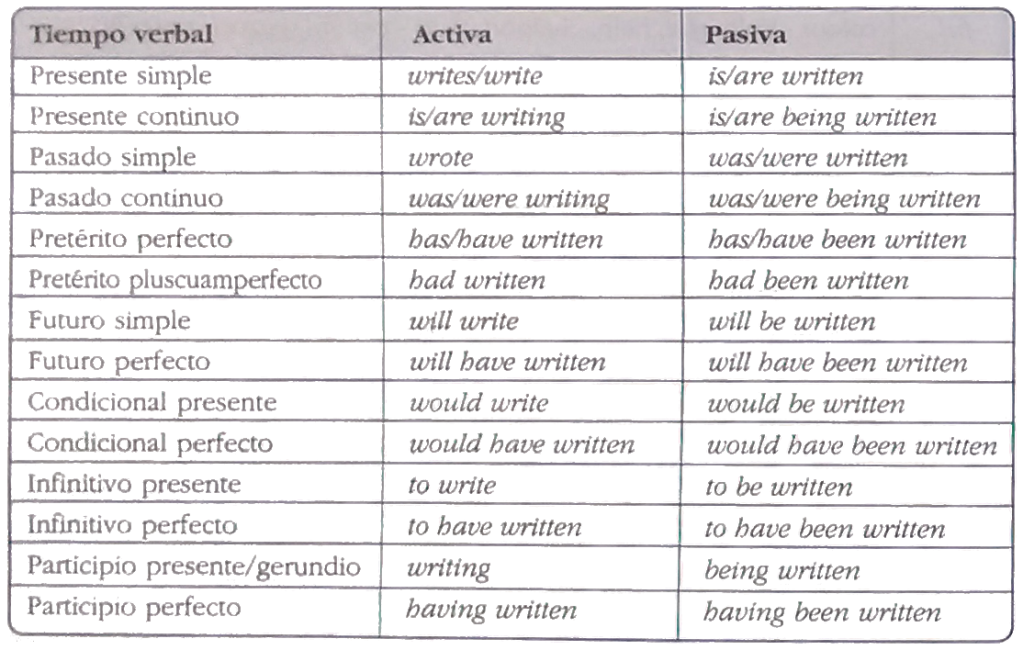 Tiempo verbal Activa Pasiva
Presente simple writes/write is/are written
Presente continuo is/are writing is/are being written
Pasado simple wrote was/were written
Pasado continuo was/were writing was/were being written
Pretérito perfecto has/have written has/have been written
Pretérito pluscuamperfecto had written had been written
Futuro simple will write will be written
Futuro perfecto will have written will have been written
Condicional presente would write would be written
Condicional perfecto would have written would have been written
Infinitivo presente to write to be written
Infinitivo perfecto to have written to have been written
Participio presente/gerundio writing being written
Participio perfecto having written having been written